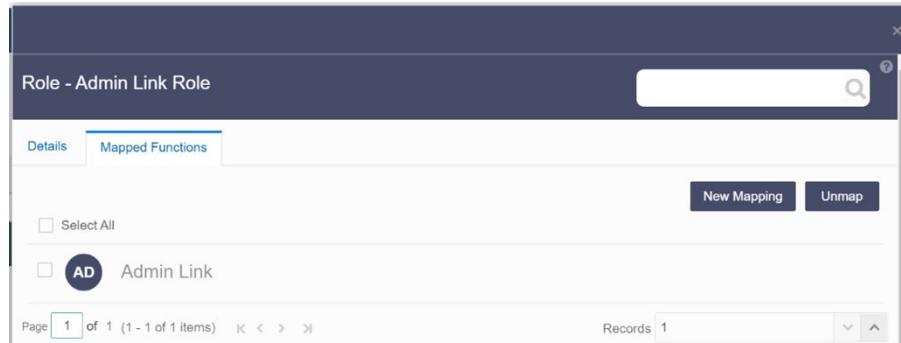 Role - Admin Link Role
Details Mapped Functions
New Mapping Unmap
Select All
AD Admin Link
Page 1 of 1 (1 - 1 of 1 items) Records 1